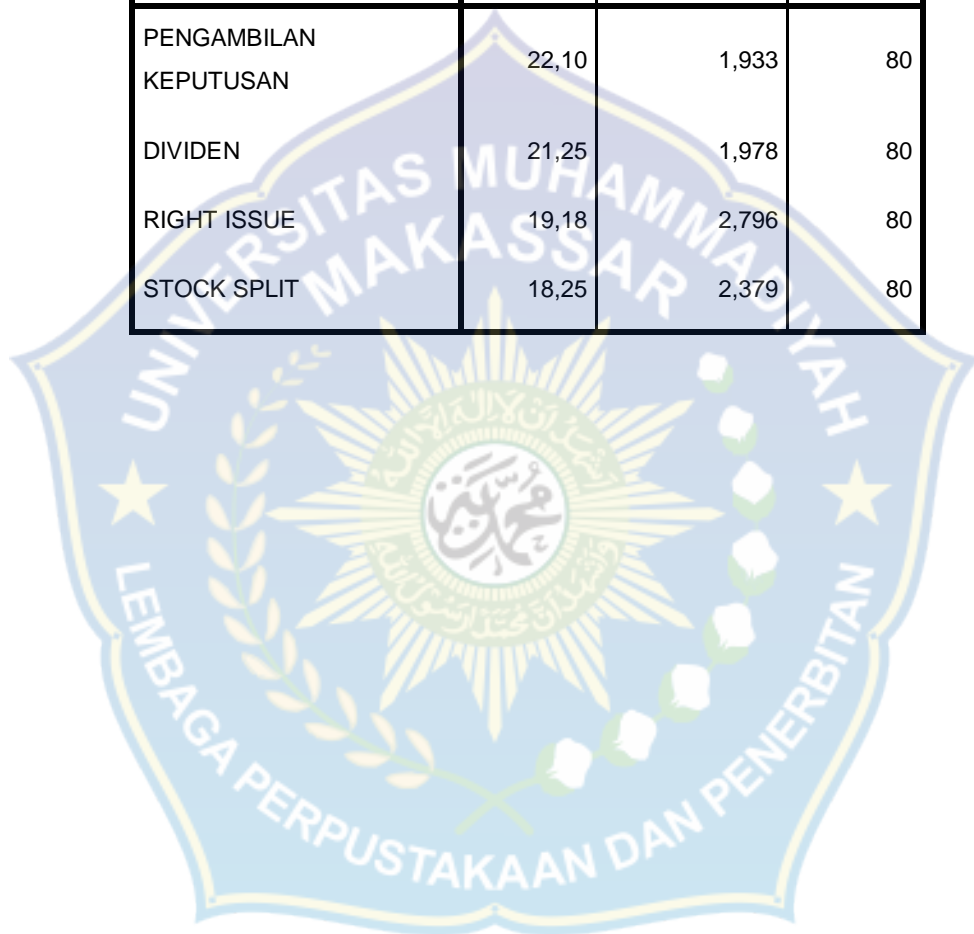 PENGAMBILAN
KEPUTUSAN 22,10 1,933 80
DIVIDEN 21,25 1,978 80
RIGHT ISSUE 19,18 2,796 80
STOCK SPLIT 18,25 2,379 80
UNIVERSITAS MUHAMMADIYAH
MAKASSAR
LEMBAGA PERPUSTAKAAN DAN PENERBITAN